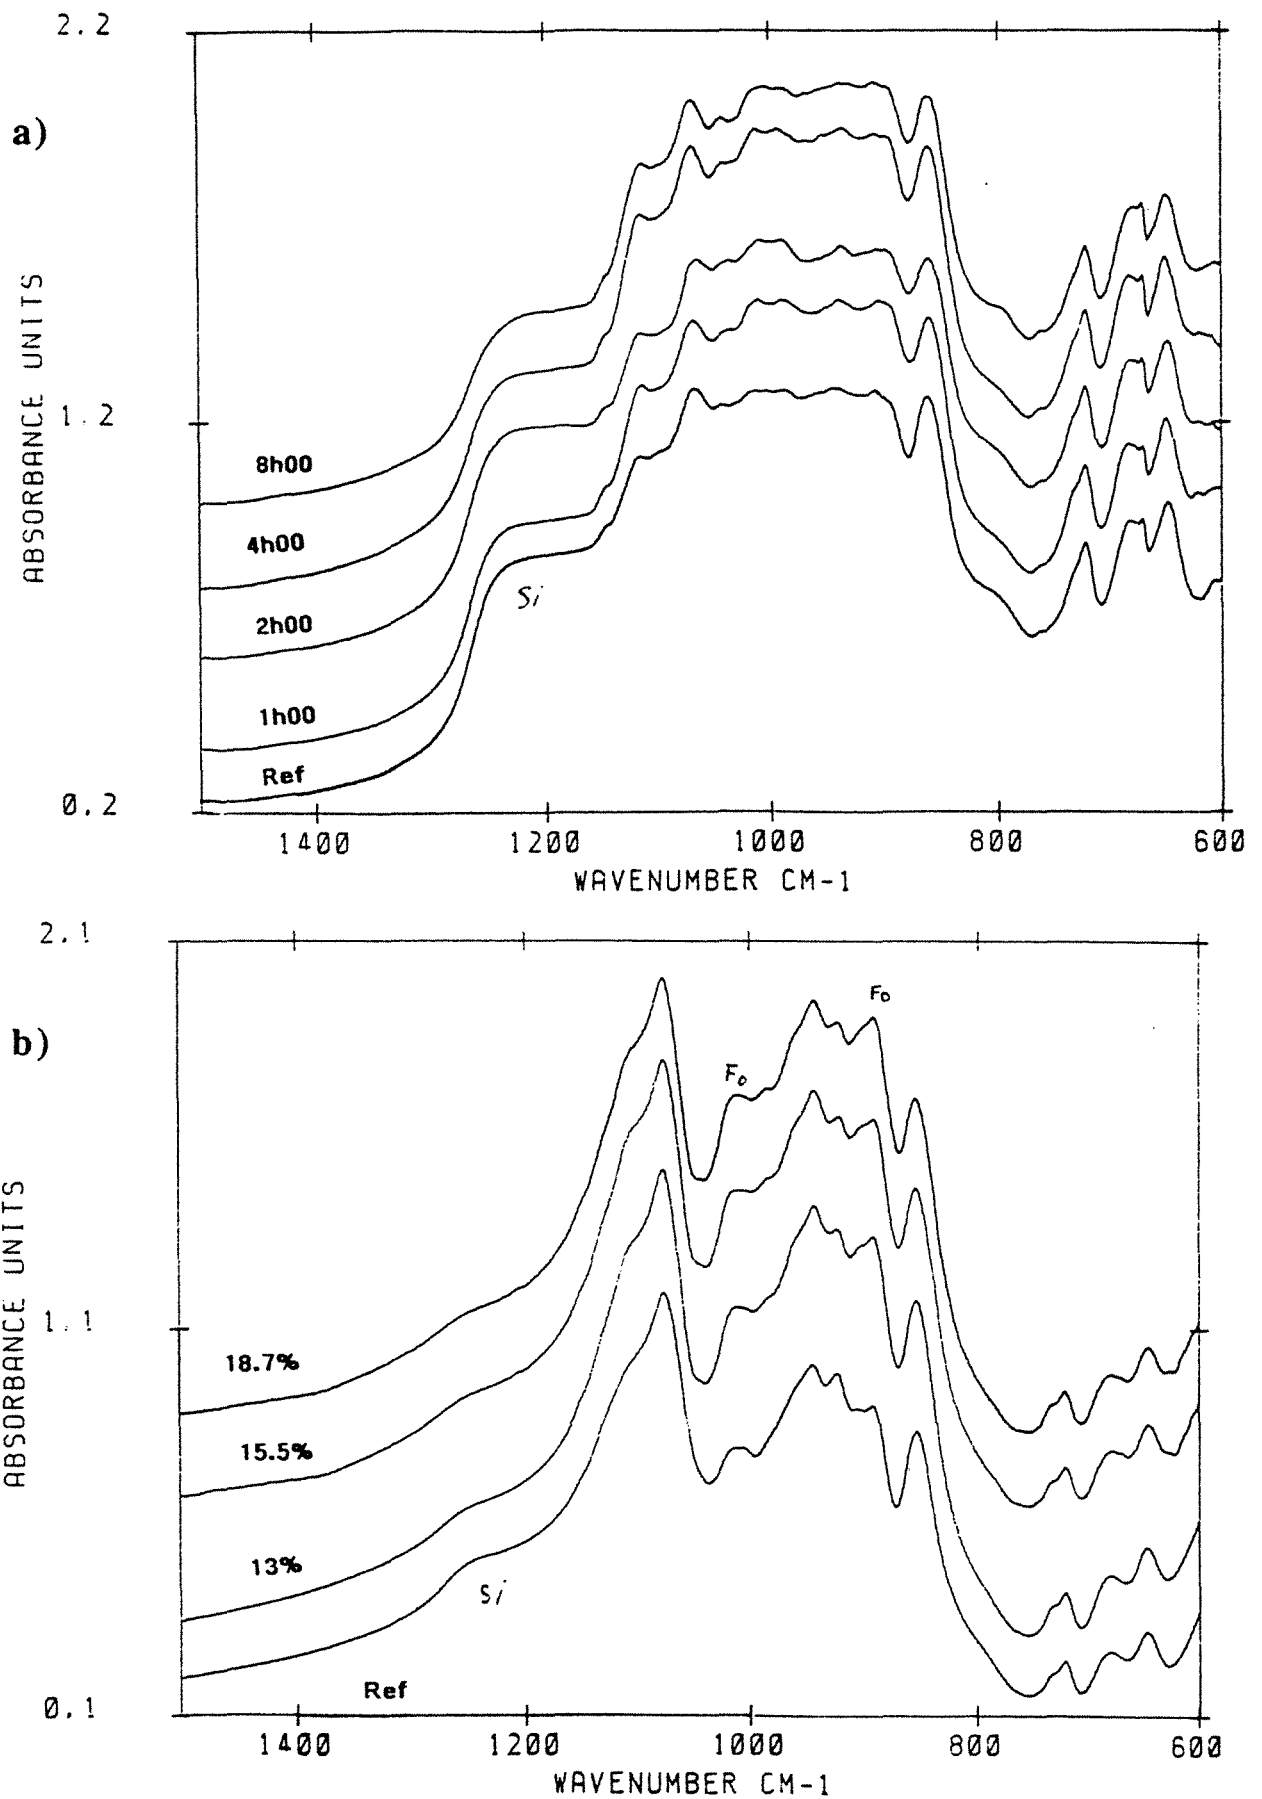 2.2
a)
ABSORBANCE UNITS
1.2
8h00
4h00
2h00
1h00
Ref
Si
0.2
1400 1200 1000 800 600
WAVENUMBER CM-1
2.1
b)
Fo
Fo
ABSORBANCE UNITS
1.1
18.7%
15.5%
13%
Si
Ref
0.1
1400 1200 1000 800 600
WAVENUMBER CM-1